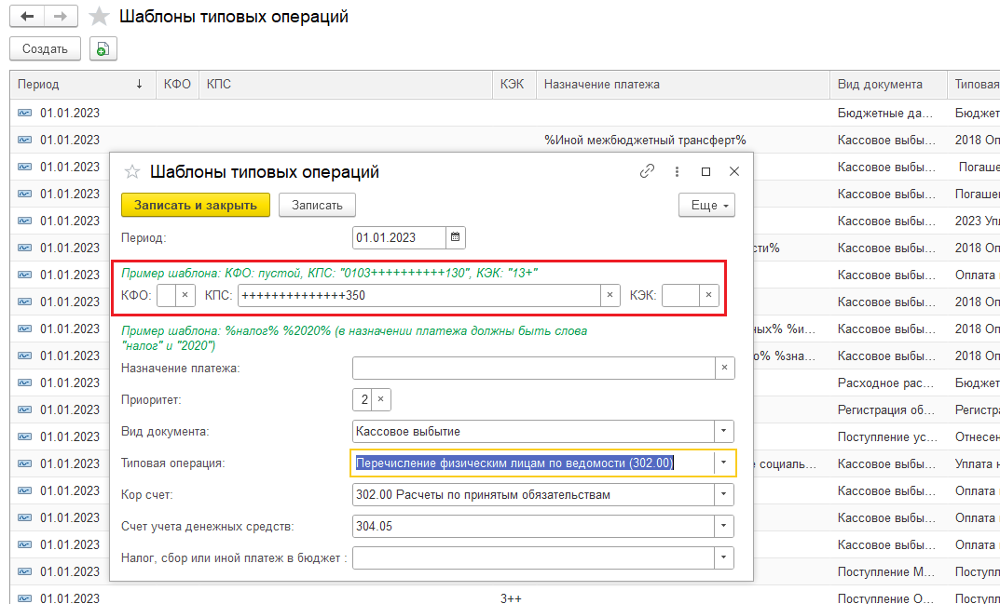 Шаблоны типовых операций
Создать
Период ↓ КФО КПС КЭК Назначение платежа Вид документа Типовая
01.01.2023 Бюджетные да... Бюджет
01.01.2023 %Иной межбюджетный трансферт% Кассовое выбы... 2018 Оп
01.01.2023 Кассовое выбы... Погаше
01.01.2023 Кассовое выбы... Погашен
01.01.2023 Кассовое выбы... 2023 Упл
01.01.2023 сти% Кассовое выбы... 2018 Оп
01.01.2023 Кассовое выбы... Оплата
01.01.2023 Кассовое выбы... 2018 Оп
01.01.2023 ных% %и... Кассовое выбы... 2018 Оп
01.01.2023 о% %зна... Кассовое выбы... 2018 Оп
01.01.2023 Расходное рас... Бюджет
01.01.2023 Регистрация об... Регистр
01.01.2023 Поступление ус... Отнесен
01.01.2023 е социаль... Кассовое выбы... Уплата н
01.01.2023 Кассовое выбы... Оплата
01.01.2023 Кассовое выбы... Оплата
01.01.2023 Кассовое выбы... Оплата
01.01.2023 Поступление М... Поступл
01.01.2023 3++ Поступление О... Поступл
Шаблоны типовых операций
Записать и закрыть Записать Еще
Период: 01.01.2023
Пример шаблона: КФО: пустой, КПС: "0103++++++++++130", КЭК: "13+"
КФО: КПС: ++++++++++++++350 КЭК:
Пример шаблона: %налог% %2020% (в назначении платежа должны быть слова
"налог" и "2020")
Назначение платежа:
Приоритет: 2
Вид документа: Кассовое выбытие
Типовая операция: Перечисление физическим лицам по ведомости (302.00)
Кор счет: 302.00 Расчеты по принятым обязательствам
Счет учета денежных средств: 304.05
Налог, сбор или иной платеж в бюджет :